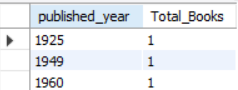 published_year Total_Books
1925 1
1949 1
1960 1